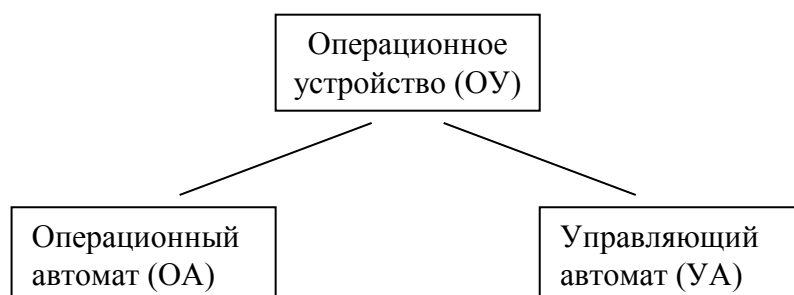 Операционное
устройство (ОУ)
Операционный
автомат (ОА)
Управляющий
автомат (УА)